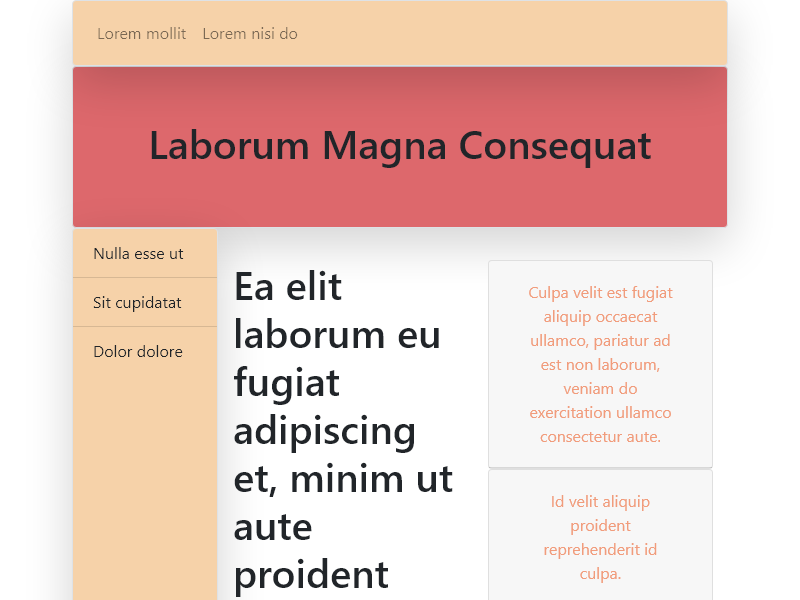 Lorem mollit Lorem nisi do
Laborum Magna Consequat
Nulla esse ut
Sit cupidatat
Dolor dolore
Ea elit
laborum eu
fugiat
adipiscing
et, minim ut
aute
proident
Culpa velit est fugiat
aliquip occaecat
ullamco, pariatur ad
est non laborum,
veniam do
exercitation ullamco
consectetur aute.
Id velit aliquip
proident
reprehenderit id
culpa.